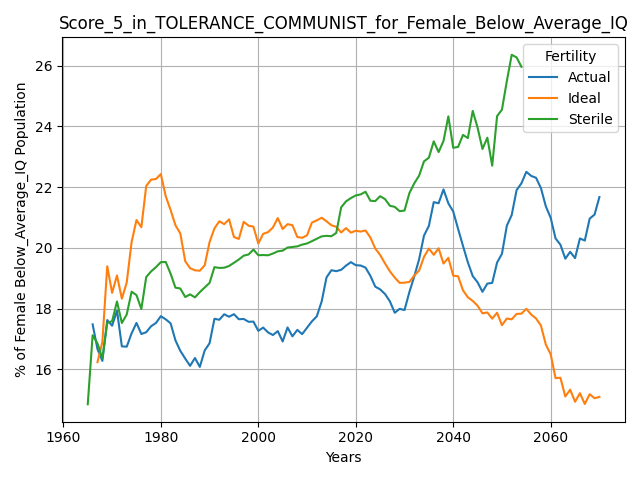 Score_5_in_TOLERANCE_COMMUNIST_for_Female_Below_Average_IQ
Fertility
Actual
Ideal
Sterile
% of Female Below_Average_IQ Population
26
24
22
20
18
16
1960
1980
2000
2020
2040
2060
Years